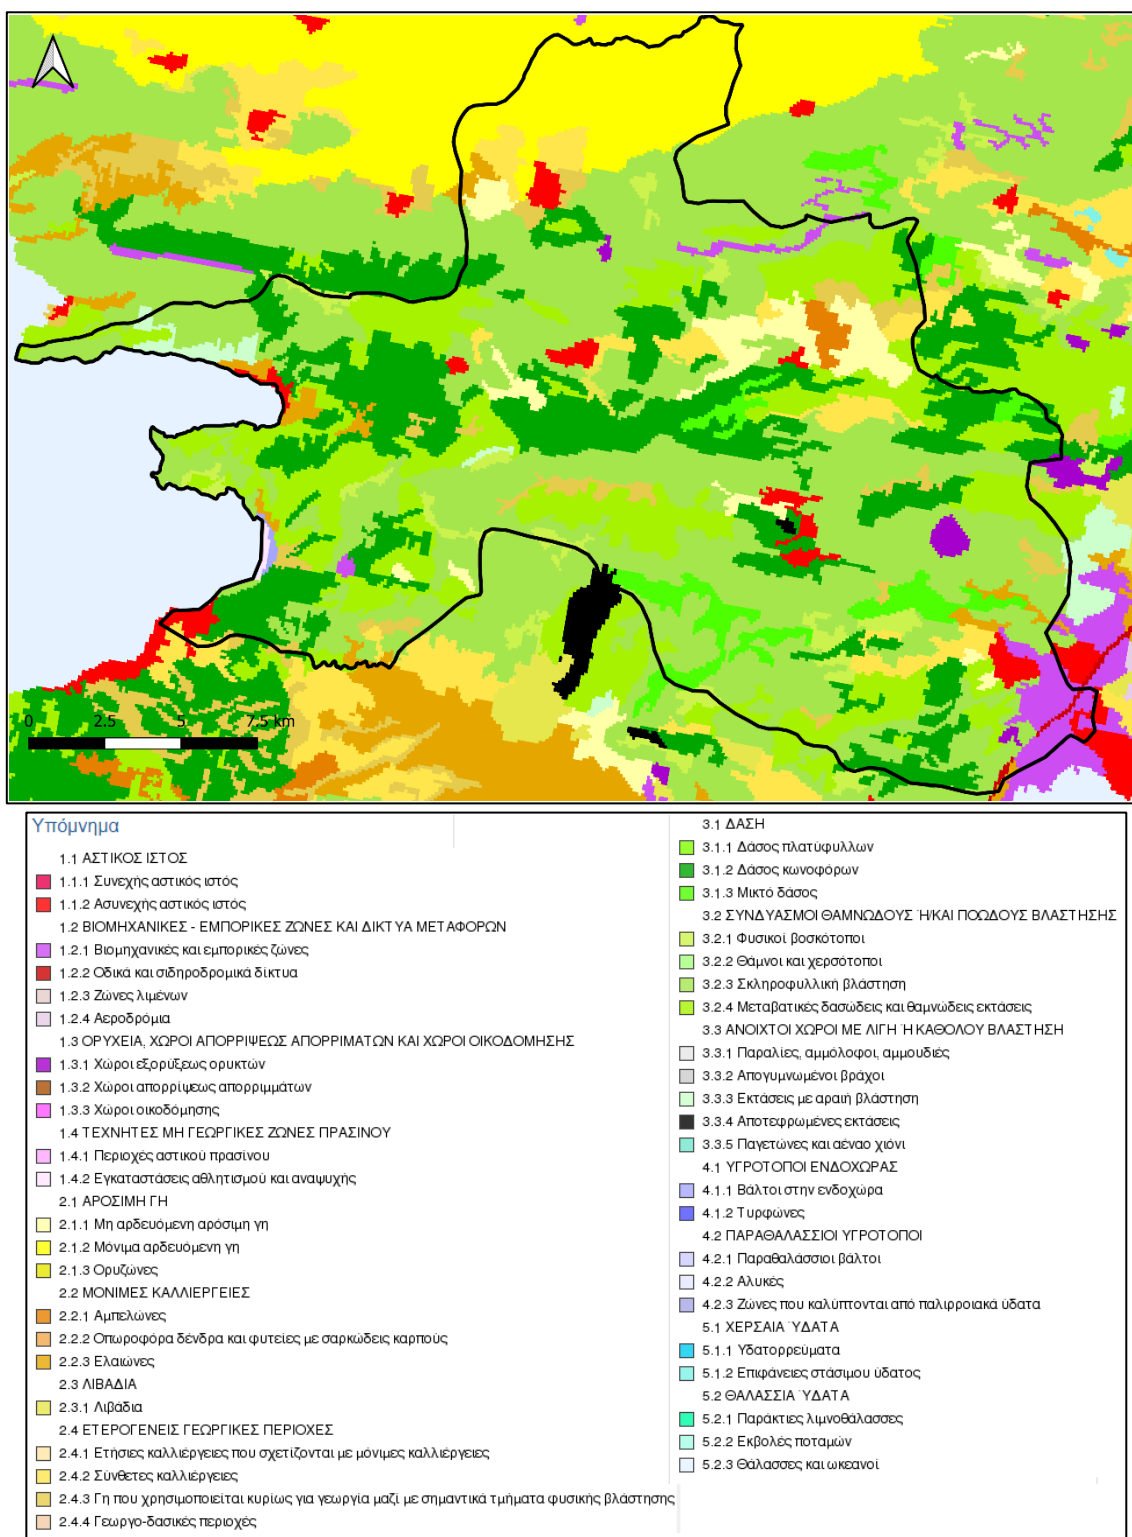 0 2.5 5 7.5 km
Υπόμνημα
1.1 ΑΣΤΙΚΟΣ ΙΣΤΟΣ
1.1.1 Συνεχής αστικός ιστός
1.1.2 Ασυνεχής αστικός ιστός
1.2 ΒΙΟΜΗΧΑΝΙΚΕΣ - ΕΜΠΟΡΙΚΕΣ ΖΩΝΕΣ ΚΑΙ ΔΙΚΤΥΑ ΜΕΤΑΦΟΡΩΝ
1.2.1 Βιομηχανικές και εμπορικές ζώνες
1.2.2 Οδικά και σιδηροδρομικά δίκτυα
1.2.3 Ζώνες λιμένων
1.2.4 Αεροδρόμια
1.3 ΟΡΥΧΕΙΑ, ΧΩΡΟΙ ΑΠΟΡΡΙΨΕΩΣ ΑΠΟΡΡΙΜΑΤΩΝ ΚΑΙ ΧΩΡΟΙ ΟΙΚΟΔΟΜΗΣΗΣ
1.3.1 Χώροι εξορύξεως ορυκτών
1.3.2 Χώροι απορρίψεως απορριμμάτων
1.3.3 Χώροι οικοδόμησης
1.4 ΤΕΧΝΗΤΕΣ ΜΗ ΓΕΩΡΓΙΚΕΣ ΖΩΝΕΣ ΠΡΑΣΙΝΟΥ
1.4.1 Περιοχές αστικού πρασίνου
1.4.2 Εγκαταστάσεις αθλητισμού και αναψυχής
2.1 ΑΡΟΣΙΜΗ ΓΗ
2.1.1 Μη αρδευόμενη αρόσιμη γη
2.1.2 Μόνιμα αρδευόμενη γη
2.1.3 Ορυζώνες
2.2 ΜΟΝΙΜΕΣ ΚΑΛΛΙΕΡΓΕΙΕΣ
2.2.1 Αμπελώνες
2.2.2 Οπωροφόρα δένδρα και φυτείες με σαρκώδεις καρπούς
2.2.3 Ελαιώνες
2.3 ΛΙΒΑΔΙΑ
2.3.1 Λιβάδια
2.4 ΕΤΕΡΟΓΕΝΕΙΣ ΓΕΩΡΓΙΚΕΣ ΠΕΡΙΟΧΕΣ
2.4.1 Ετήσιες καλλιέργειες που σχετίζονται με μόνιμες καλλιέργειες
2.4.2 Σύνθετες καλλιέργειες
2.4.3 Γη που χρησιμοποιείται κυρίως για γεωργία μαζί με σημαντικά τμήματα φυσικής βλάστησης
2.4.4 Γεωργο-δασικές περιοχές
3.1 ΔΑΣΗ
3.1.1 Δάσος πλατύφυλλων
3.1.2 Δάσος κωνοφόρων
3.1.3 Μικτό δάσος
3.2 ΣΥΝΔΥΑΣΜΟΙ ΘΑΜΝΩΔΟΥΣ Ή/ΚΑΙ ΠΟΩΔΟΥΣ ΒΛΑΣΤΗΣΗΣ
3.2.1 Φυσικοί βοσκότοποι
3.2.2 Θάμνοι και χερσότοποι
3.2.3 Σκληροφυλλική βλάστηση
3.2.4 Μεταβατικές δασώδεις και θαμνώδεις εκτάσεις
3.3 ΑΝΟΙΧΤΟΙ ΧΩΡΟΙ ΜΕ ΛΙΓΗ Ή ΚΑΘΟΛΟΥ ΒΛΑΣΤΗΣΗ
3.3.1 Παραλίες, αμμόλοφοι, αμμουδιές
3.3.2 Απογυμνωμένοι βράχοι
3.3.3 Εκτάσεις με αραιή βλάστηση
3.3.4 Αποτεφρωμένες εκτάσεις
3.3.5 Παγετώνες και αέναο χιόνι
4.1 ΥΓΡΟΤΟΠΟΙ ΕΝΔΟΧΩΡΑΣ
4.1.1 Βάλτοι στην ενδοχώρα
4.1.2 Τυρφώνες
4.2 ΠΑΡΑΘΑΛΑΣΣΙΟΙ ΥΓΡΟΤΟΠΟΙ
4.2.1 Παραθαλάσσιοι βάλτοι
4.2.2 Αλυκές
4.2.3 Ζώνες που καλύπτονται από παλιρροιακά ύδατα
5.1 ΧΕΡΣΑΙΑ ΎΔΑΤΑ
5.1.1 Υδατορρεύματα
5.1.2 Επιφάνειες στάσιμου ύδατος
5.2 ΘΑΛΑΣΣΙΑ ΎΔΑΤΑ
5.2.1 Παράκτιες λιμνοθάλασσες
5.2.2 Εκβολές ποταμών
5.2.3 Θάλασσες και ωκεανοί